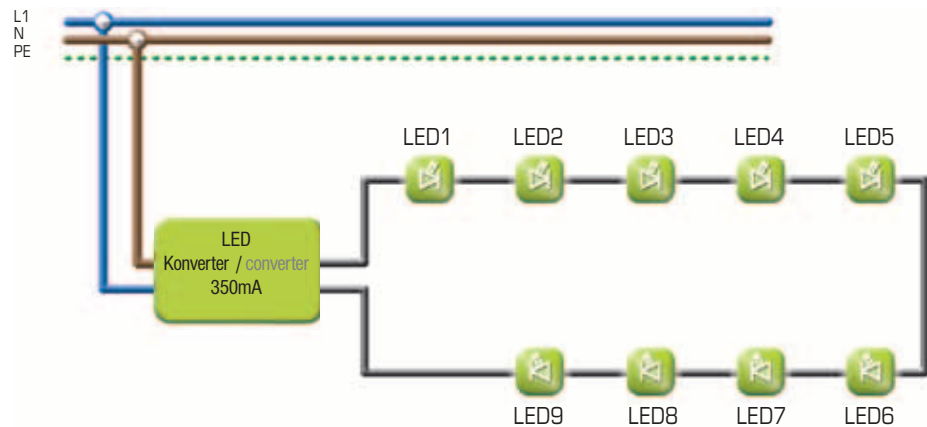 L1
N
PE
LED1 LED2 LED3 LED4 LED5
LED
Konverter / converter
350mA
LED9 LED8 LED7 LED6